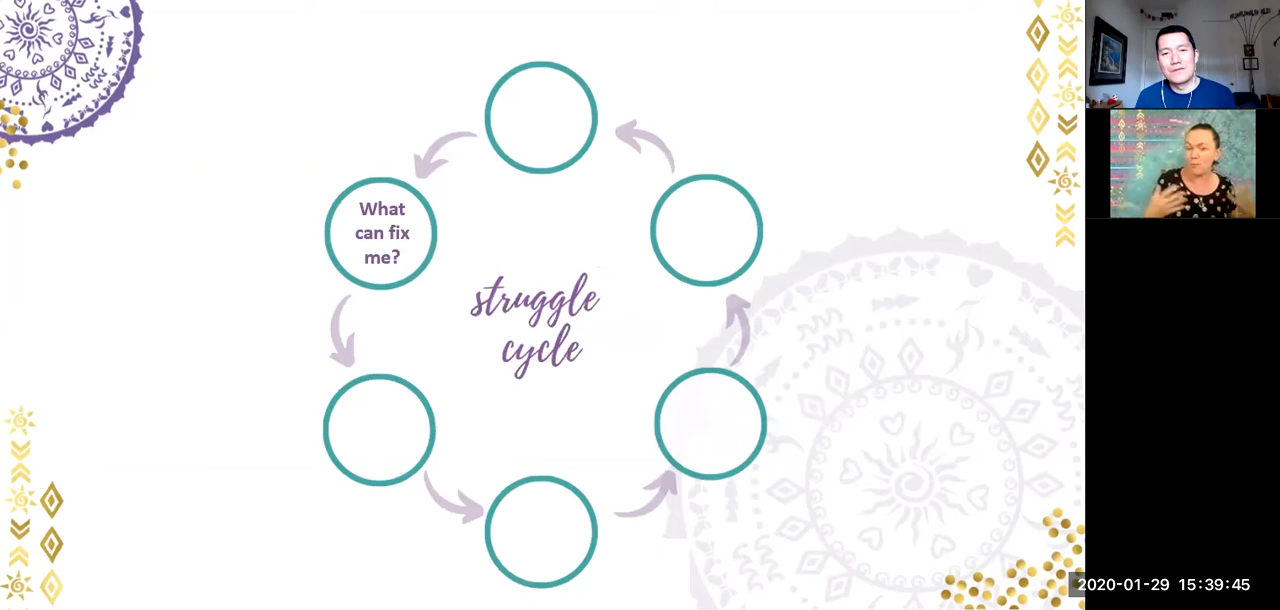 What
can fix
me?
struggle
cycle
2020-01-29 15:39:45